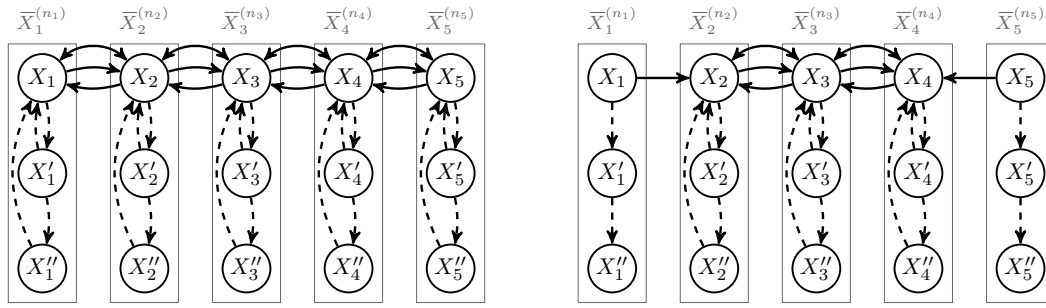 X̅₁⁽ⁿ¹⁾ X̅₂⁽ⁿ²⁾ X̅₃⁽ⁿ³⁾ X̅₄⁽ⁿ⁴⁾ X̅₅⁽ⁿ⁵⁾ X̅₁⁽ⁿ¹⁾ X̅₂⁽ⁿ²⁾ X̅₃⁽ⁿ³⁾ X̅₄⁽ⁿ⁴⁾ X̅₅⁽ⁿ⁵⁾
X₁ X₂ X₃ X₄ X₅ X₁ X₂ X₃ X₄ X₅
X′₁ X′₂ X′₃ X′₄ X′₅ X′₁ X′₂ X′₃ X′₄ X′₅
X″₁ X″₂ X″₃ X″₄ X″₅ X″₁ X″₂ X″₃ X″₄ X″₅